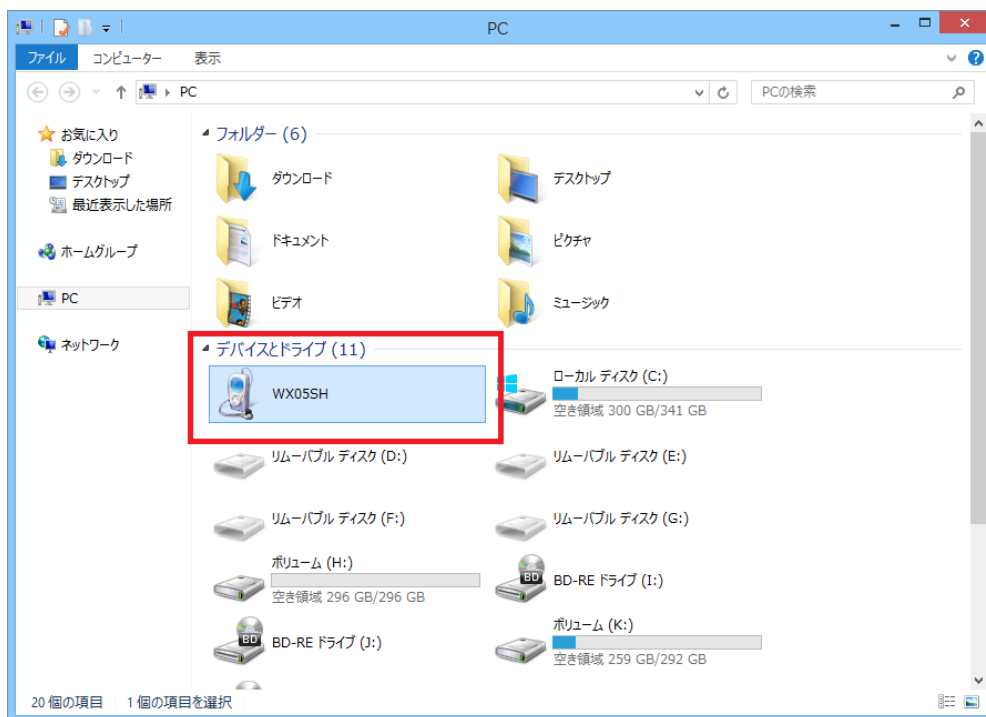 PC
ファイル コンピューター 表示
PC PCの検索
お気に入り
ダウンロード
デスクトップ
最近表示した場所
ホームグループ
PC
ネットワーク
フォルダー (6)
ダウンロード
デスクトップ
ドキュメント
ピクチャ
ビデオ
ミュージック
デバイスとドライブ (11)
WX05SH
ローカル ディスク (C:)
空き領域 300 GB/341 GB
リムーバブル ディスク (D:)
リムーバブル ディスク (E:)
リムーバブル ディスク (F:)
リムーバブル ディスク (G:)
ボリューム (H:)
空き領域 296 GB/296 GB
BD
BD-RE ドライブ (I:)
BD
BD-RE ドライブ (J:)
ボリューム (K:)
空き領域 259 GB/292 GB
20 個の項目 1 個の項目を選択